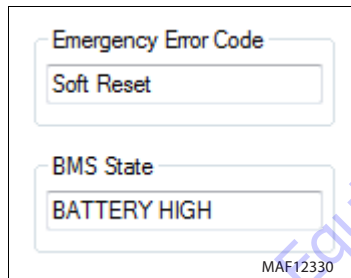 Emergency Error Code
Soft Reset
BMS State
BATTERY HIGH
MAF12330